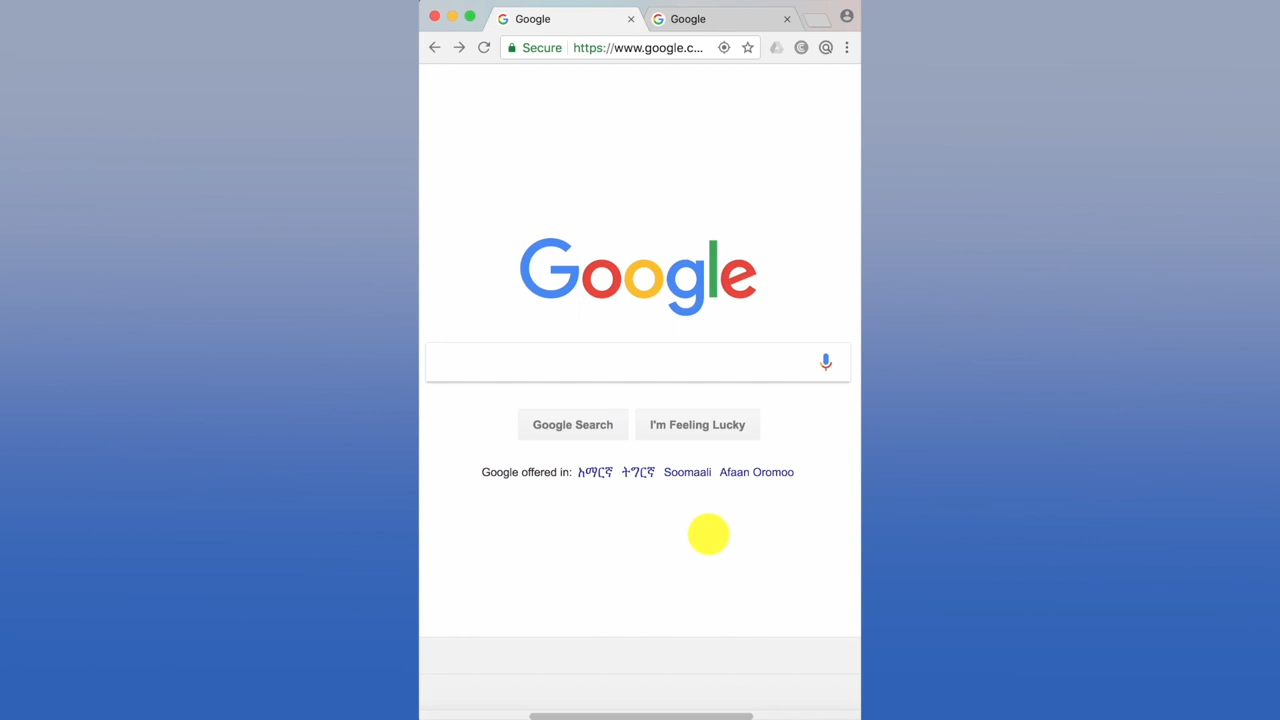 Google Google
Secure https://www.google.c...
Google
Google Search I'm Feeling Lucky
Google offered in: አማርኛ ትግርኛ Soomaali Afaan Oromoo